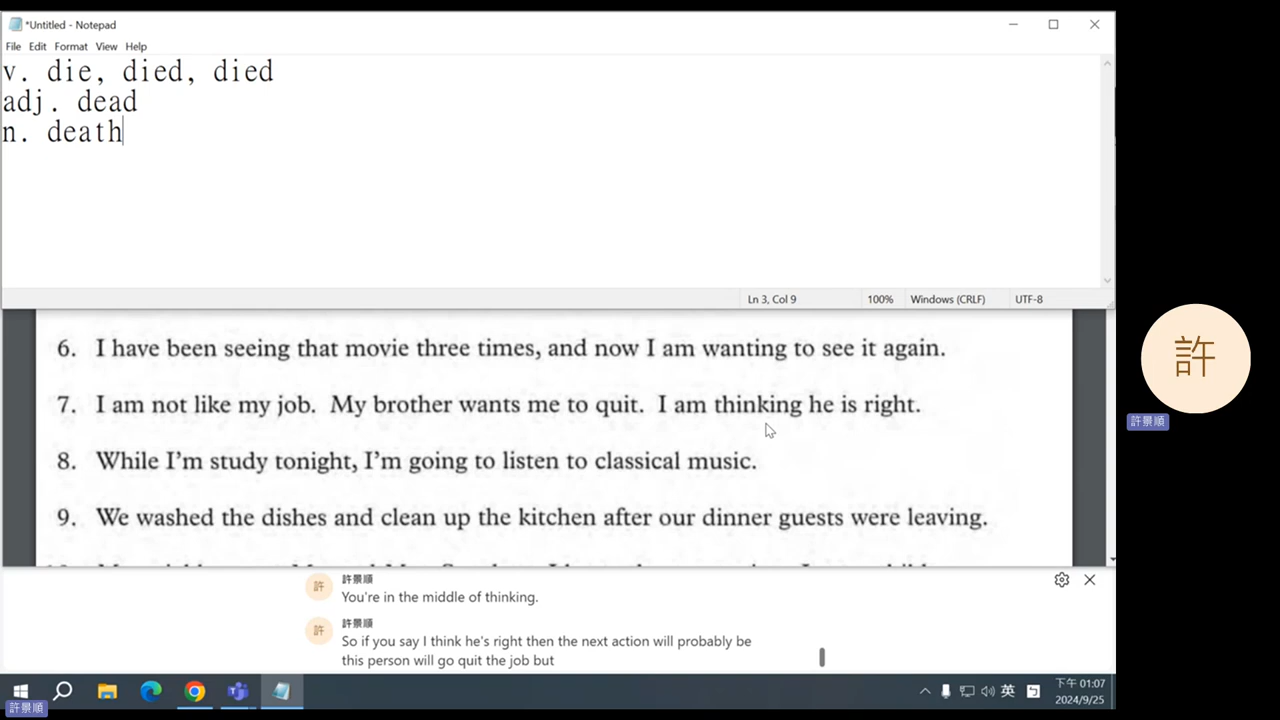 *Untitled - Notepad
File Edit Format View Help
v. die, died, died
adj. dead
n. death
Ln 3, Col 9 100% Windows (CRLF) UTF-8
6. I have been seeing that movie three times, and now I am wanting to see it again.
7. I am not like my job. My brother wants me to quit. I am thinking he is right.
8. While I'm study tonight, I'm going to listen to classical music.
9. We washed the dishes and clean up the kitchen after our dinner guests were leaving.
許
許景順
許
許景順
You're in the middle of thinking.
許
許景順
So if you say I think he's right then the next action will probably be
this person will go quit the job but
英
下午 01:07
2024/9/25
許景順